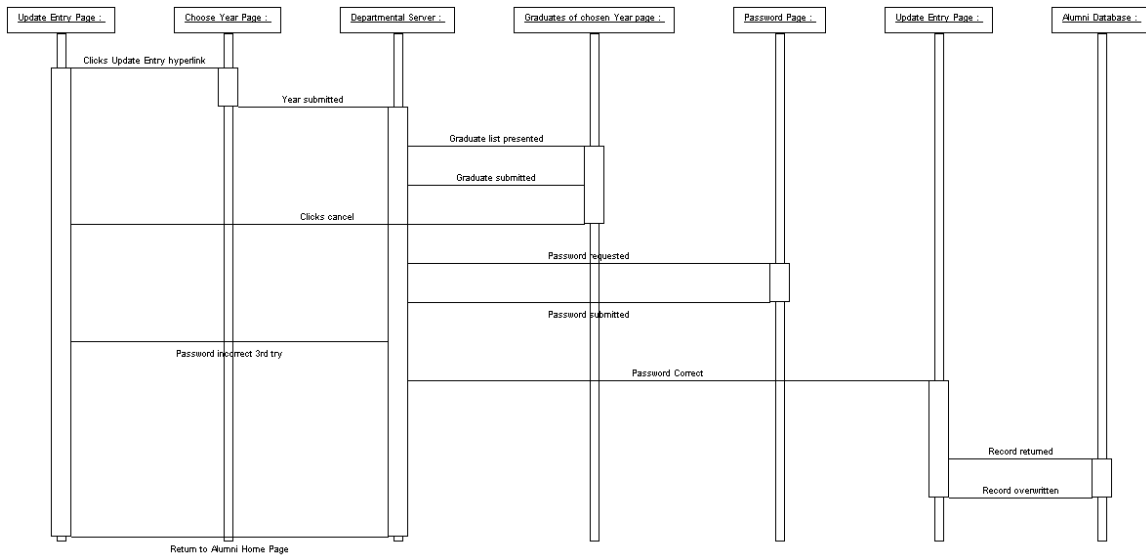 Update Entry Page :
Choose Year Page :
Departmental Server :
Graduates of chosen Year page :
Password Page :
Update Entry Page :
Alumni Database :
Clicks Update Entry hyperlink
Year submitted
Graduate list presented
Graduate submitted
Clicks cancel
Password requested
Password submitted
Password incorrect 3rd try
Password Correct
Record returned
Record overwritten
Return to Alumni Home Page